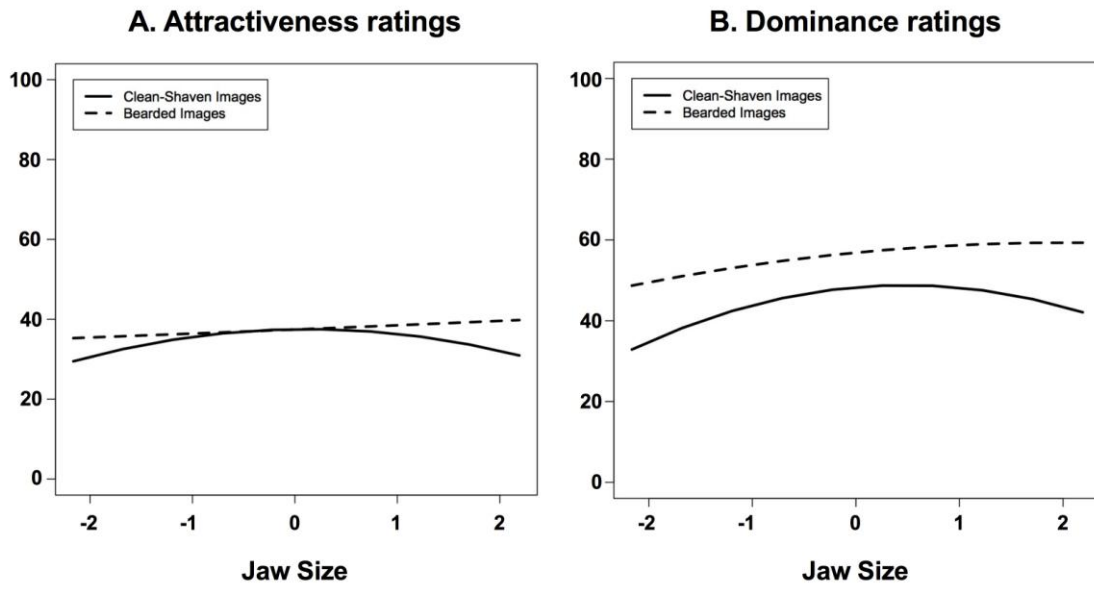 A. Attractiveness ratings
100
80
60
40
20
0
Clean-Shaven Images
Bearded Images
-2 -1 0 1 2
Jaw Size
B. Dominance ratings
100
80
60
40
20
0
Clean-Shaven Images
Bearded Images
-2 -1 0 1 2
Jaw Size